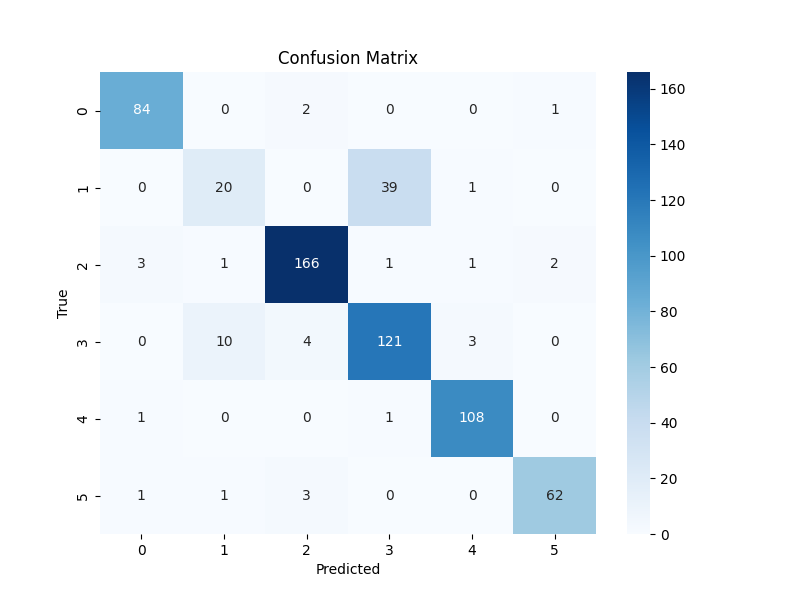 Confusion Matrix
0 84 0 2 0 0 1
1 0 20 0 39 1 0
2 3 1 166 1 1 2
3 0 10 4 121 3 0
4 1 0 0 1 108 0
5 1 1 3 0 0 62
0 1 2 3 4 5
Predicted
True
160
140
120
100
80
60
40
20
0